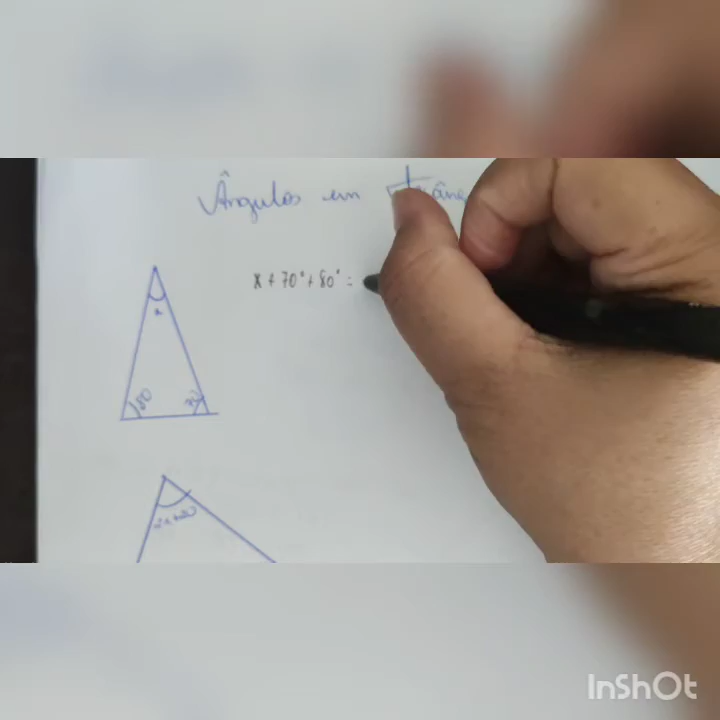 Ângulos em
x + 70° + 80° =
x
80
70
InShOt